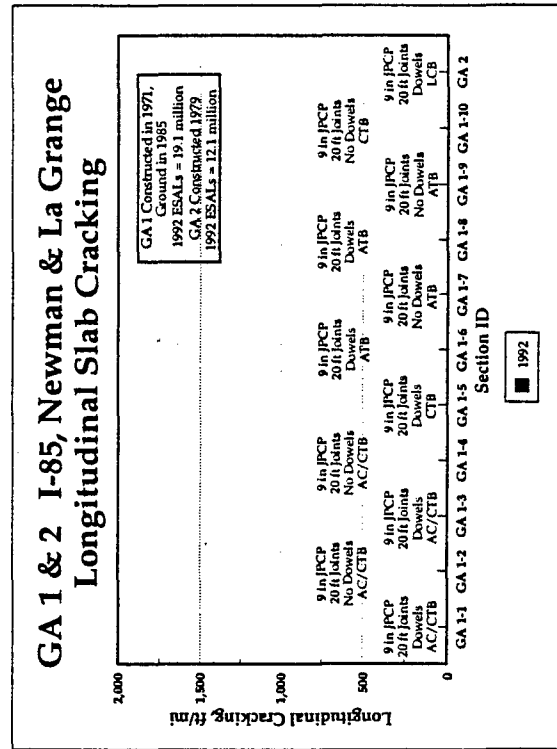 GA 1 & 2 I-85, Newman & La Grange
Longitudinal Slab Cracking
Longitudinal Cracking, ft/mi
2,000
1,500
1,000
500
0
GA 1 Constructed in 1971,
Ground in 1985
1992 ESALs = 19.1 million
GA 2 Constructed 1979
1992 ESALs = 12.1 million
9 in JPCP
20 ft Joints
Dowels
AC/CTB
9 in JPCP
20 ft Joints
No Dowels
AC/CTB
9 in JPCP
20 ft Joints
Dowels
AC/CTB
9 in JPCP
20 ft Joints
No Dowels
AC/CTB
9 in JPCP
20 ft Joints
Dowels
CTB
9 in JPCP
20 ft Joints
Dowels
ATB
9 in JPCP
20 ft Joints
No Dowels
ATB
9 in JPCP
20 ft Joints
Dowels
ATB
9 in JPCP
20 ft Joints
No Dowels
ATB
9 in JPCP
20 ft Joints
No Dowels
CTB
9 in JPCP
20 ft Joints
Dowels
LCB
GA 1-1 GA 1-2 GA 1-3 GA 1-4 GA 1-5 GA 1-6 GA 1-7 GA 1-8 GA 1-9 GA 1-10 GA 2
Section ID
1992